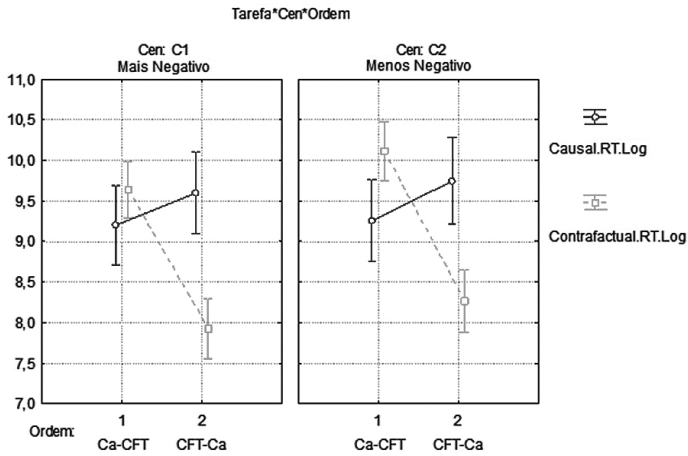 Tarefa*Cen*Ordem
Cen: C1
Mais Negativo
Cen: C2
Menos Negativo
11,0
10,5
10,0
9,5
9,0
8,5
8,0
7,5
7,0
Causal.RT.Log
Contrafactual.RT.Log
Ordem:
1
2
1
2
Ca-CFT
CFT-Ca
Ca-CFT
CFT-Ca